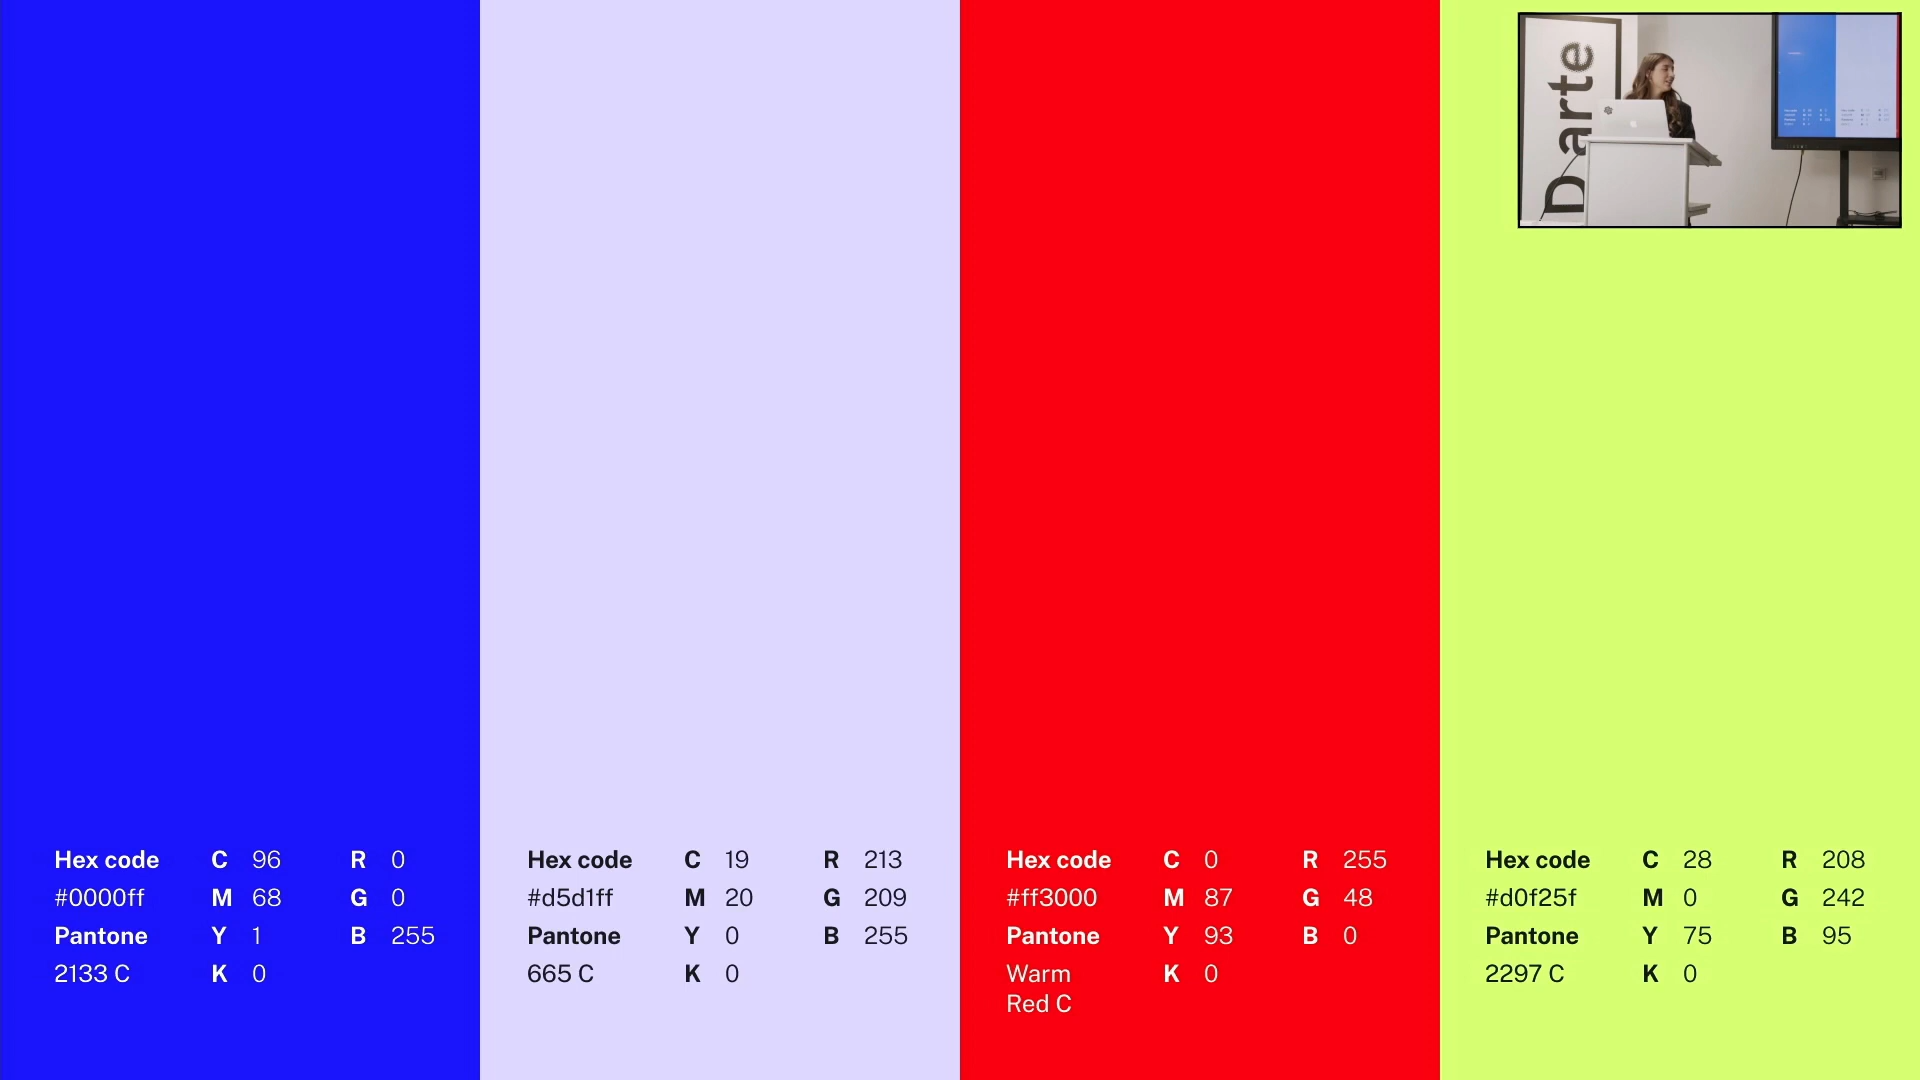 D arte
Hex code C 96 R 0
#0000ff M 68 G 0
Pantone Y 1 B 255
2133 C K 0
Hex code C 19 R 213
#d5d1ff M 20 G 209
Pantone Y 0 B 255
665 C K 0
Hex code C 0 R 255
#ff3000 M 87 G 48
Pantone Y 93 B 0
Warm K 0
Red C
Hex code C 28 R 208
#d0f25f M 0 G 242
Pantone Y 75 B 95
2297 C K 0